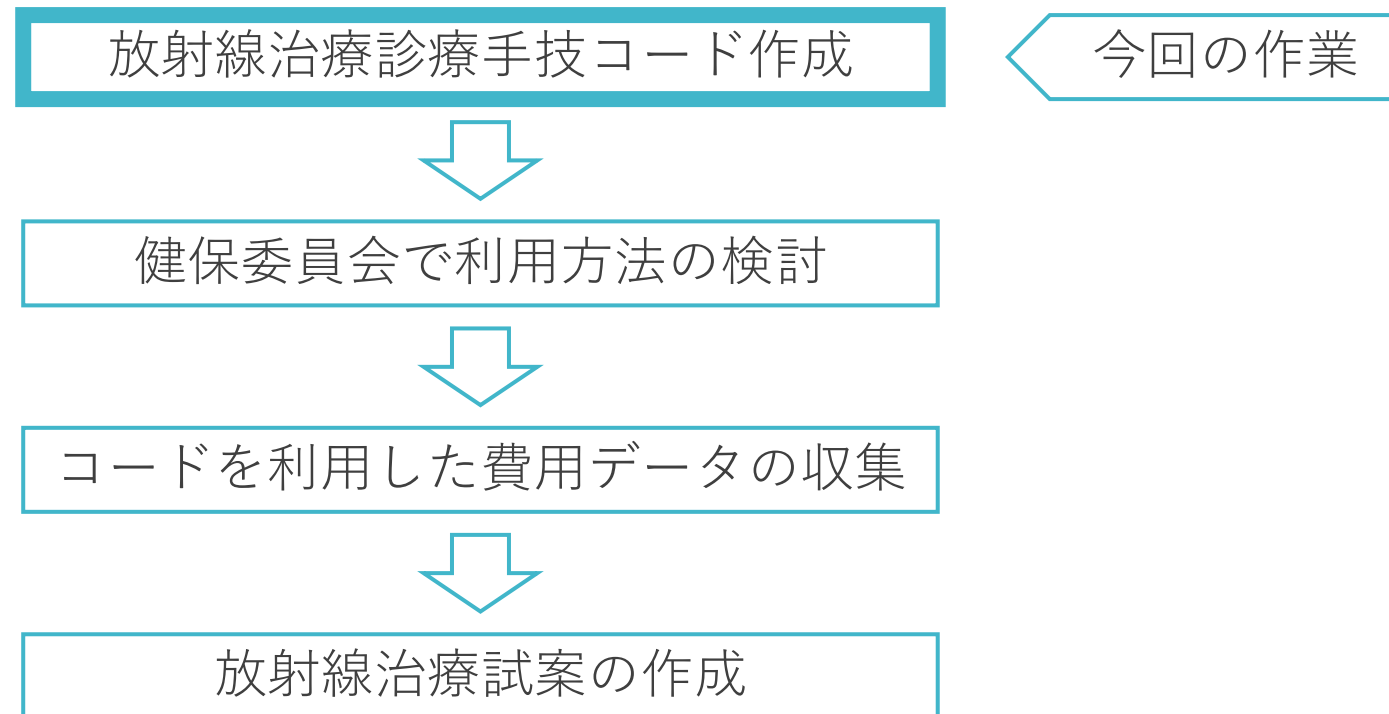 放射線治療診療手技コード作成
今回の作業
健保委員会で利用方法の検討
コードを利用した費用データの収集
放射線治療試案の作成